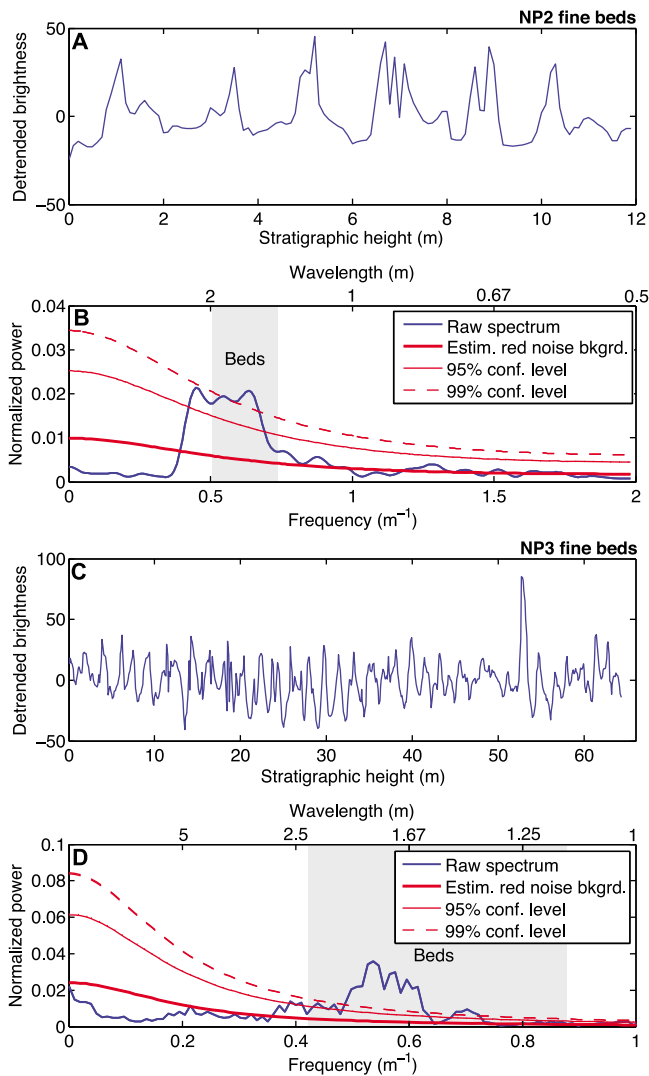 NP2 fine beds
A
Detrended brightness
50
0
−50
0 2 4 6 8 10 12
Stratigraphic height (m)
Wavelength (m)
2 1 0.67 0.5
B
Normalized power
0.04
0.03
0.02
0.01
0
Beds
Raw spectrum
Estim. red noise bkgrd.
95% conf. level
99% conf. level
0 0.5 1 1.5 2
Frequency (m⁻¹)
NP3 fine beds
C
Detrended brightness
100
50
0
−50
0 10 20 30 40 50 60
Stratigraphic height (m)
Wavelength (m)
5 2.5 1.67 1.25 1
D
Normalized power
0.1
0.08
0.06
0.04
0.02
0
Raw spectrum
Estim. red noise bkgrd.
95% conf. level
99% conf. level
Beds
0 0.2 0.4 0.6 0.8 1
Frequency (m⁻¹)